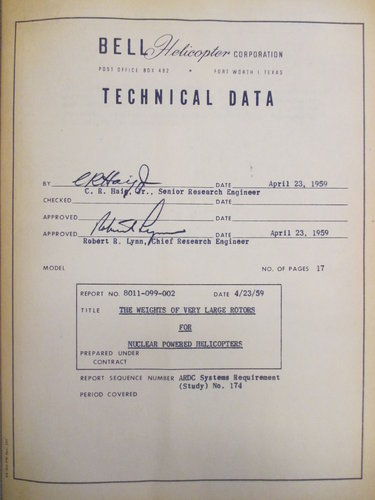 BELL Helicopter CORPORATION
POST OFFICE BOX 482 • FORT WORTH 1 TEXAS
TECHNICAL DATA
BY C R Haig Jr DATE April 23, 1959
C. R. Haig, Jr., Senior Research Engineer
CHECKED DATE
APPROVED DATE
APPROVED Robert Lynn DATE April 23, 1959
Robert R. Lynn, Chief Research Engineer
MODEL NO. OF PAGES 17
REPORT NO. 8011-099-002 DATE 4/23/59
TITLE THE WEIGHTS OF VERY LARGE ROTORS
FOR
NUCLEAR POWERED HELICOPTERS
PREPARED UNDER
CONTRACT
REPORT SEQUENCE NUMBER ARDC Systems Requirement
(Study) No. 174
PERIOD COVERED